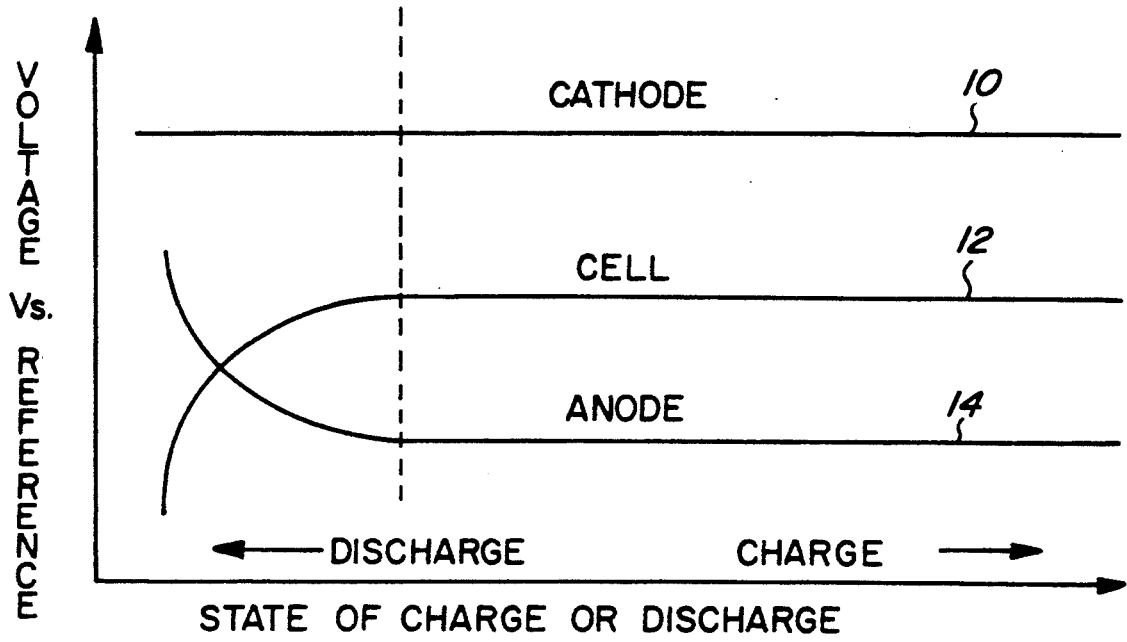 VOLTAGE Vs. REFERENCE
CATHODE
10
CELL
12
ANODE
14
DISCHARGE
CHARGE
STATE OF CHARGE OR DISCHARGE